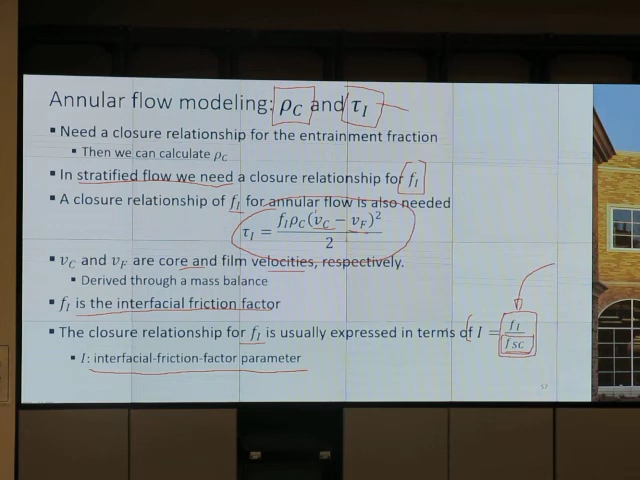 Annular flow modeling: ρ_C and τ_I
▪ Need a closure relationship for the entrainment fraction
▪ Then we can calculate ρ_C
▪ In stratified flow we need a closure relationship for f_I
▪ A closure relationship of f_I for annular flow is also needed
τ_I = f_I ρ_C (v_C − v_F)² / 2
▪ v_C and v_F are core and film velocities, respectively.
▪ Derived through a mass balance
▪ f_I is the interfacial friction factor
▪ The closure relationship for f_I is usually expressed in terms of I = f_I / f_SC
▪ I: interfacial-friction-factor parameter
57